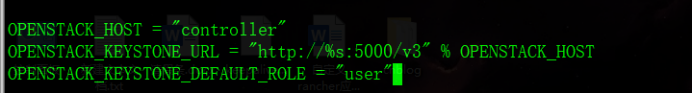 OPENSTACK_HOST = "controller"
OPENSTACK_KEYSTONE_URL = "http://%s:5000/v3" % OPENSTACK_HOST
OPENSTACK_KEYSTONE_DEFAULT_ROLE = "user"